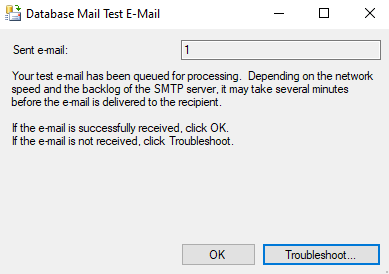 Database Mail Test E-Mail
Sent e-mail:
1
Your test e-mail has been queued for processing.  Depending on the network
speed and the backlog of the SMTP server, it may take several minutes
before the e-mail is delivered to the recipient.
If the e-mail is successfully received, click OK.
If the e-mail is not received, click Troubleshoot.
OK
Troubleshoot...